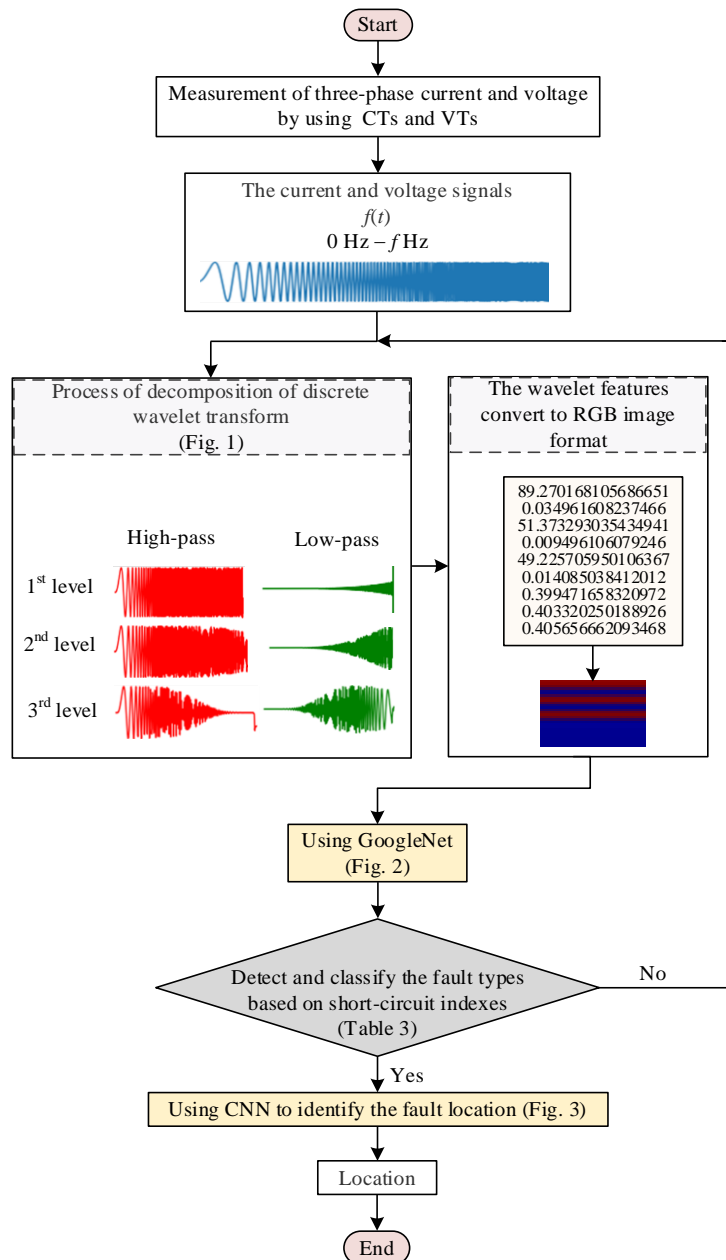 Start
Measurement of three-phase current and voltage
by using CTs and VTs
The current and voltage signals
f(t)
0 Hz – f Hz
Process of decomposition of discrete
wavelet transform
(Fig. 1)
High-pass
Low-pass
1st level
2nd level
3rd level
The wavelet features
convert to RGB image
format
89.270168105686651
0.034961608237466
51.373293035434941
0.009496106079246
49.225705950106367
0.014085038412012
0.399471658320972
0.403320250188926
0.405656662093468
Using GoogleNet
(Fig. 2)
Detect and classify the fault types
based on short-circuit indexes
(Table 3)
No
Yes
Using CNN to identify the fault location (Fig. 3)
Location
End